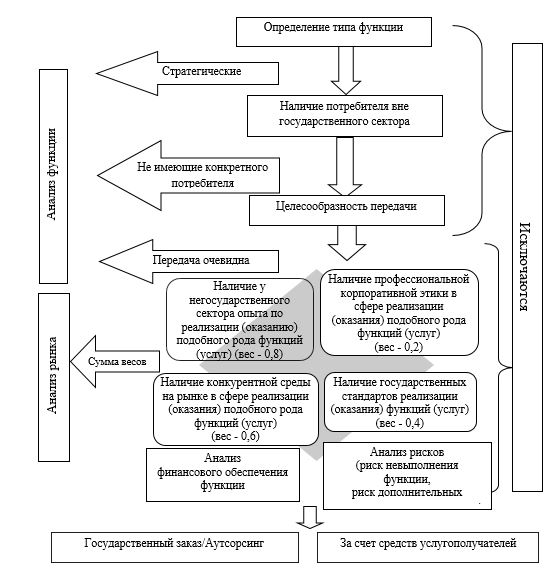 Определение типа функции
Стратегические
Наличие потребителя вне
государственного сектора
Не имеющие конкретного
потребителя
Целесообразность передачи
Передача очевидна
Анализ функции
Исключаются
Наличие у
негосударственного
сектора опыта по
реализации (оказанию)
подобного рода функций
(услуг) (вес - 0,8)
Наличие профессиональной
корпоративной этики в
сфере реализации
(оказания) подобного рода
функций (услуг)
(вес - 0,2)
Анализ рынка
Сумма весов
Наличие конкурентной среды
на рынке в сфере реализации
(оказания) подобного рода
функций (услуг)
(вес - 0,6)
Наличие государственных
стандартов реализации
(оказания) функций (услуг)
(вес - 0,4)
Анализ
финансового обеспечения
функции
Анализ рисков
(риск невыполнения
функции,
риск дополнительных
Государственный заказ/Аутсорсинг
За счет средств услугополучателей